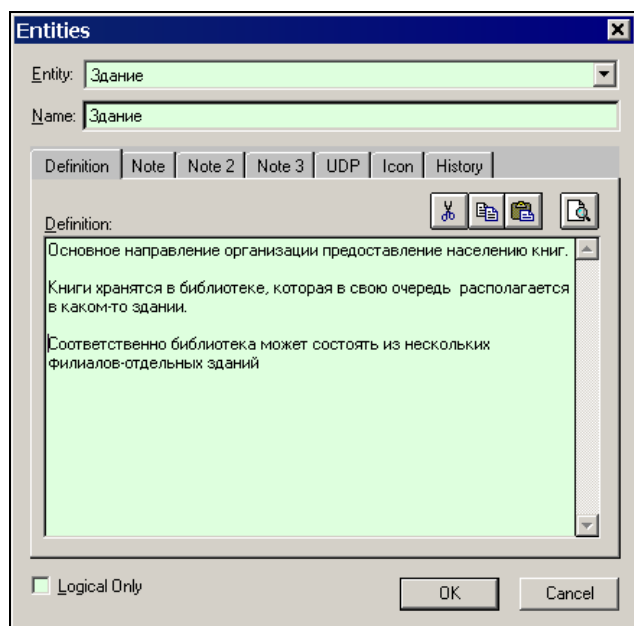 Entities
Entity: Здание
Name: Здание
Definition Note Note 2 Note 3 UDP Icon History
Definition:
Основное направление организации предоставление населению книг.
Книги хранятся в библиотеке, которая в свою очередь располагается
в каком-то здании.
Соответственно библиотека может состоять из нескольких
филиалов-отдельных зданий
Logical Only
OK Cancel